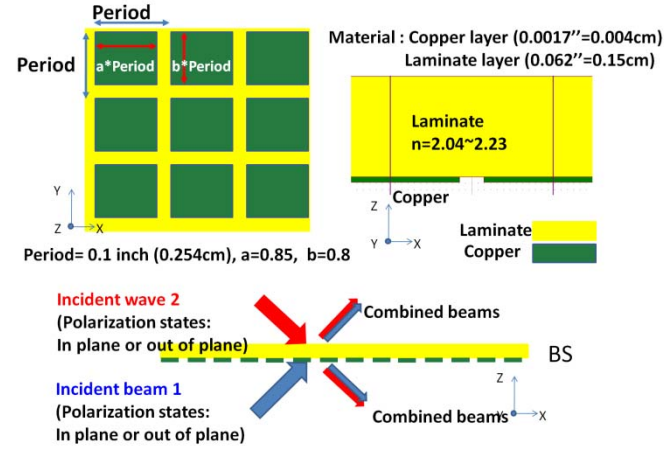 Period
Period
a*Period
b*Period
Y
Z
X
Period= 0.1 inch (0.254cm), a=0.85, b=0.8
Material : Copper layer (0.0017’’=0.004cm)
Laminate layer (0.062’’=0.15cm)
Laminate
n=2.04~2.23
Copper
Z
Y
X
Laminate
Copper
Incident wave 2
(Polarization states:
In plane or out of plane)
Combined beams
BS
Incident beam 1
(Polarization states:
In plane or out of plane)
Combined beams
Z
Y
X